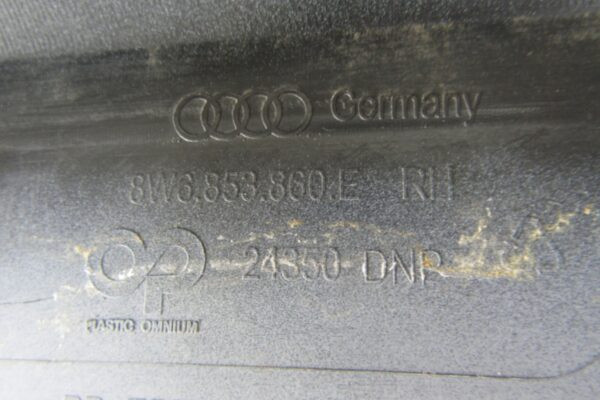 Germany
8W6.853.860.E RH
24350 DNP
PLASTIC OMNIUM